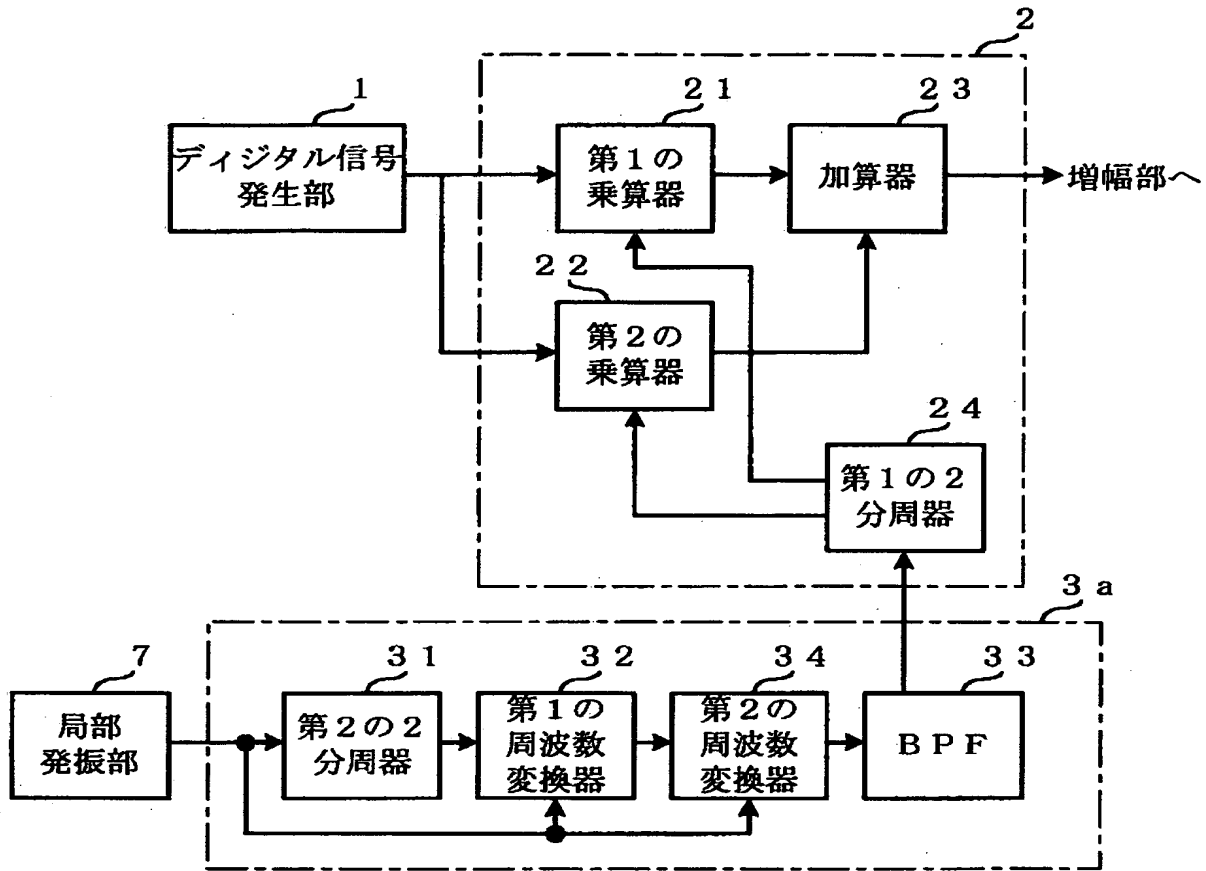 2
1
ディジタル信号
発生部
21
第1の
乗算器
23
加算器
増幅部へ
22
第2の
乗算器
24
第1の2
分周器
3a
7
局部
発振部
31
第2の2
分周器
32
第1の
周波数
変換器
34
第2の
周波数
変換器
33
BPF